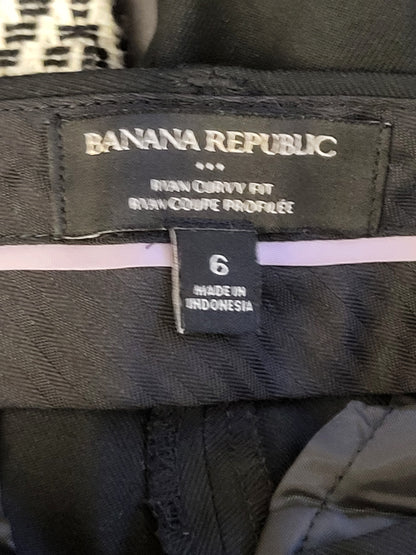 BANANA REPUBLIC
RYAN CURVY FIT
RYAN COUPE PROFILÉE
6
MADE IN
INDONESIA